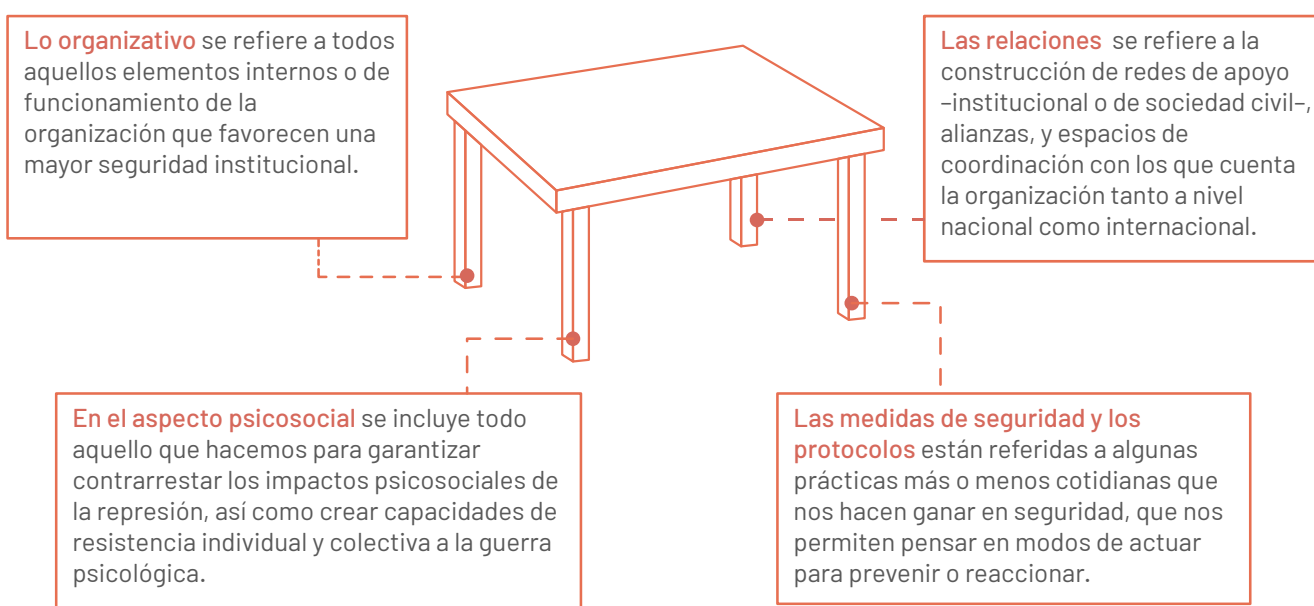 Lo organizativo se refiere a todos
aquellos elementos internos o de
funcionamiento de la
organización que favorecen una
mayor seguridad institucional.
Las relaciones se refiere a la
construcción de redes de apoyo
–institucional o de sociedad civil–,
alianzas, y espacios de
coordinación con los que cuenta
la organización tanto a nivel
nacional como internacional.
En el aspecto psicosocial se incluye todo
aquello que hacemos para garantizar
contrarrestar los impactos psicosociales de
la represión, así como crear capacidades de
resistencia individual y colectiva a la guerra
psicológica.
Las medidas de seguridad y los
protocolos están referidas a algunas
prácticas más o menos cotidianas que
nos hacen ganar en seguridad, que nos
permiten pensar en modos de actuar
para prevenir o reaccionar.